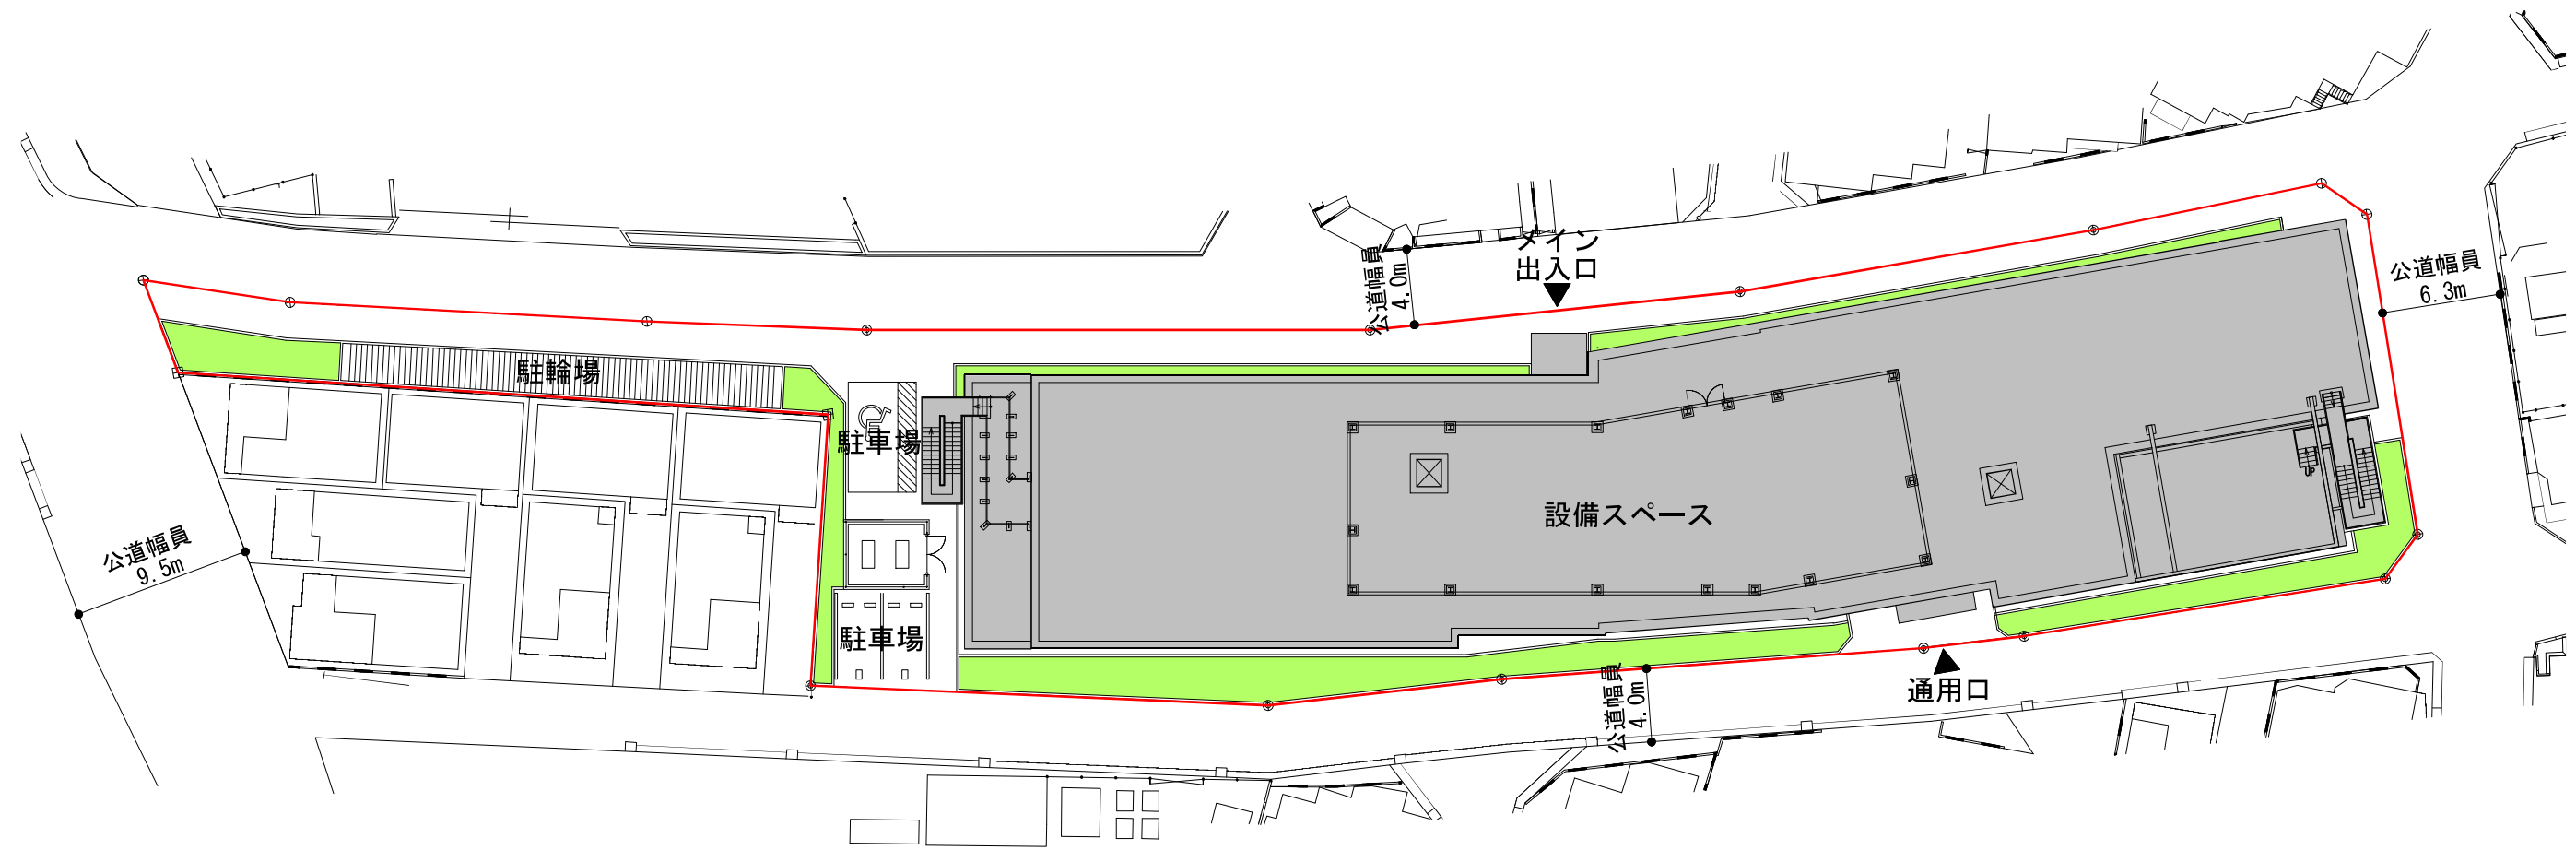 メイン
出入口
公道幅員
4.0m
公道幅員
6.3m
駐輪場
駐車場
設備スペース
公道幅員
9.5m
駐車場
公道幅員
4.0m
通用口